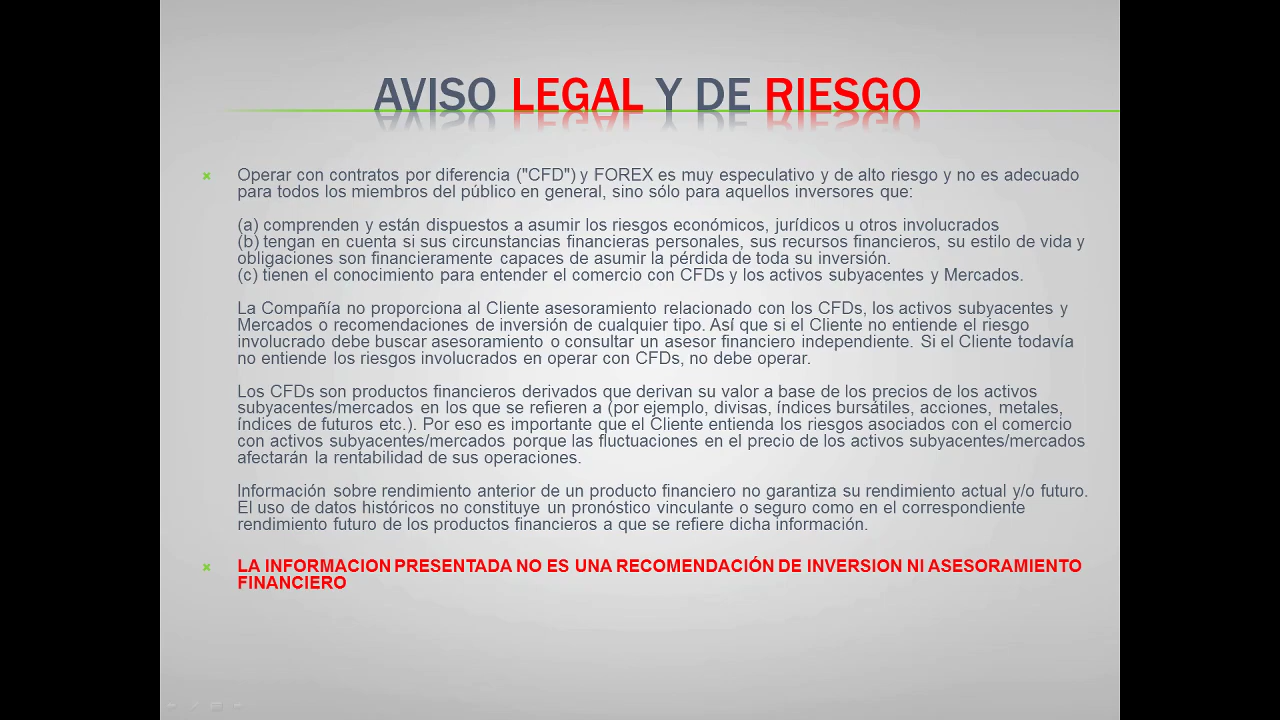 AVISO LEGAL Y DE RIESGO
Operar con contratos por diferencia ("CFD") y FOREX es muy especulativo y de alto riesgo y no es adecuado
para todos los miembros del público en general, sino sólo para aquellos inversores que:
(a) comprenden y están dispuestos a asumir los riesgos económicos, jurídicos u otros involucrados
(b) tengan en cuenta si sus circunstancias financieras personales, sus recursos financieros, su estilo de vida y
obligaciones son financieramente capaces de asumir la pérdida de toda su inversión.
(c) tienen el conocimiento para entender el comercio con CFDs y los activos subyacentes y Mercados.
La Compañía no proporciona al Cliente asesoramiento relacionado con los CFDs, los activos subyacentes y
Mercados o recomendaciones de inversión de cualquier tipo. Así que si el Cliente no entiende el riesgo
involucrado debe buscar asesoramiento o consultar un asesor financiero independiente. Si el Cliente todavía
no entiende los riesgos involucrados en operar con CFDs, no debe operar.
Los CFDs son productos financieros derivados que derivan su valor a base de los precios de los activos
subyacentes/mercados en los que se refieren a (por ejemplo, divisas, índices bursátiles, acciones, metales,
índices de futuros etc.). Por eso es importante que el Cliente entienda los riesgos asociados con el comercio
con activos subyacentes/mercados porque las fluctuaciones en el precio de los activos subyacentes/mercados
afectarán la rentabilidad de sus operaciones.
Información sobre rendimiento anterior de un producto financiero no garantiza su rendimiento actual y/o futuro.
El uso de datos históricos no constituye un pronóstico vinculante o seguro como en el correspondiente
rendimiento futuro de los productos financieros a que se refiere dicha información.
LA INFORMACION PRESENTADA NO ES UNA RECOMENDACIÓN DE INVERSION NI ASESORAMIENTO
FINANCIERO